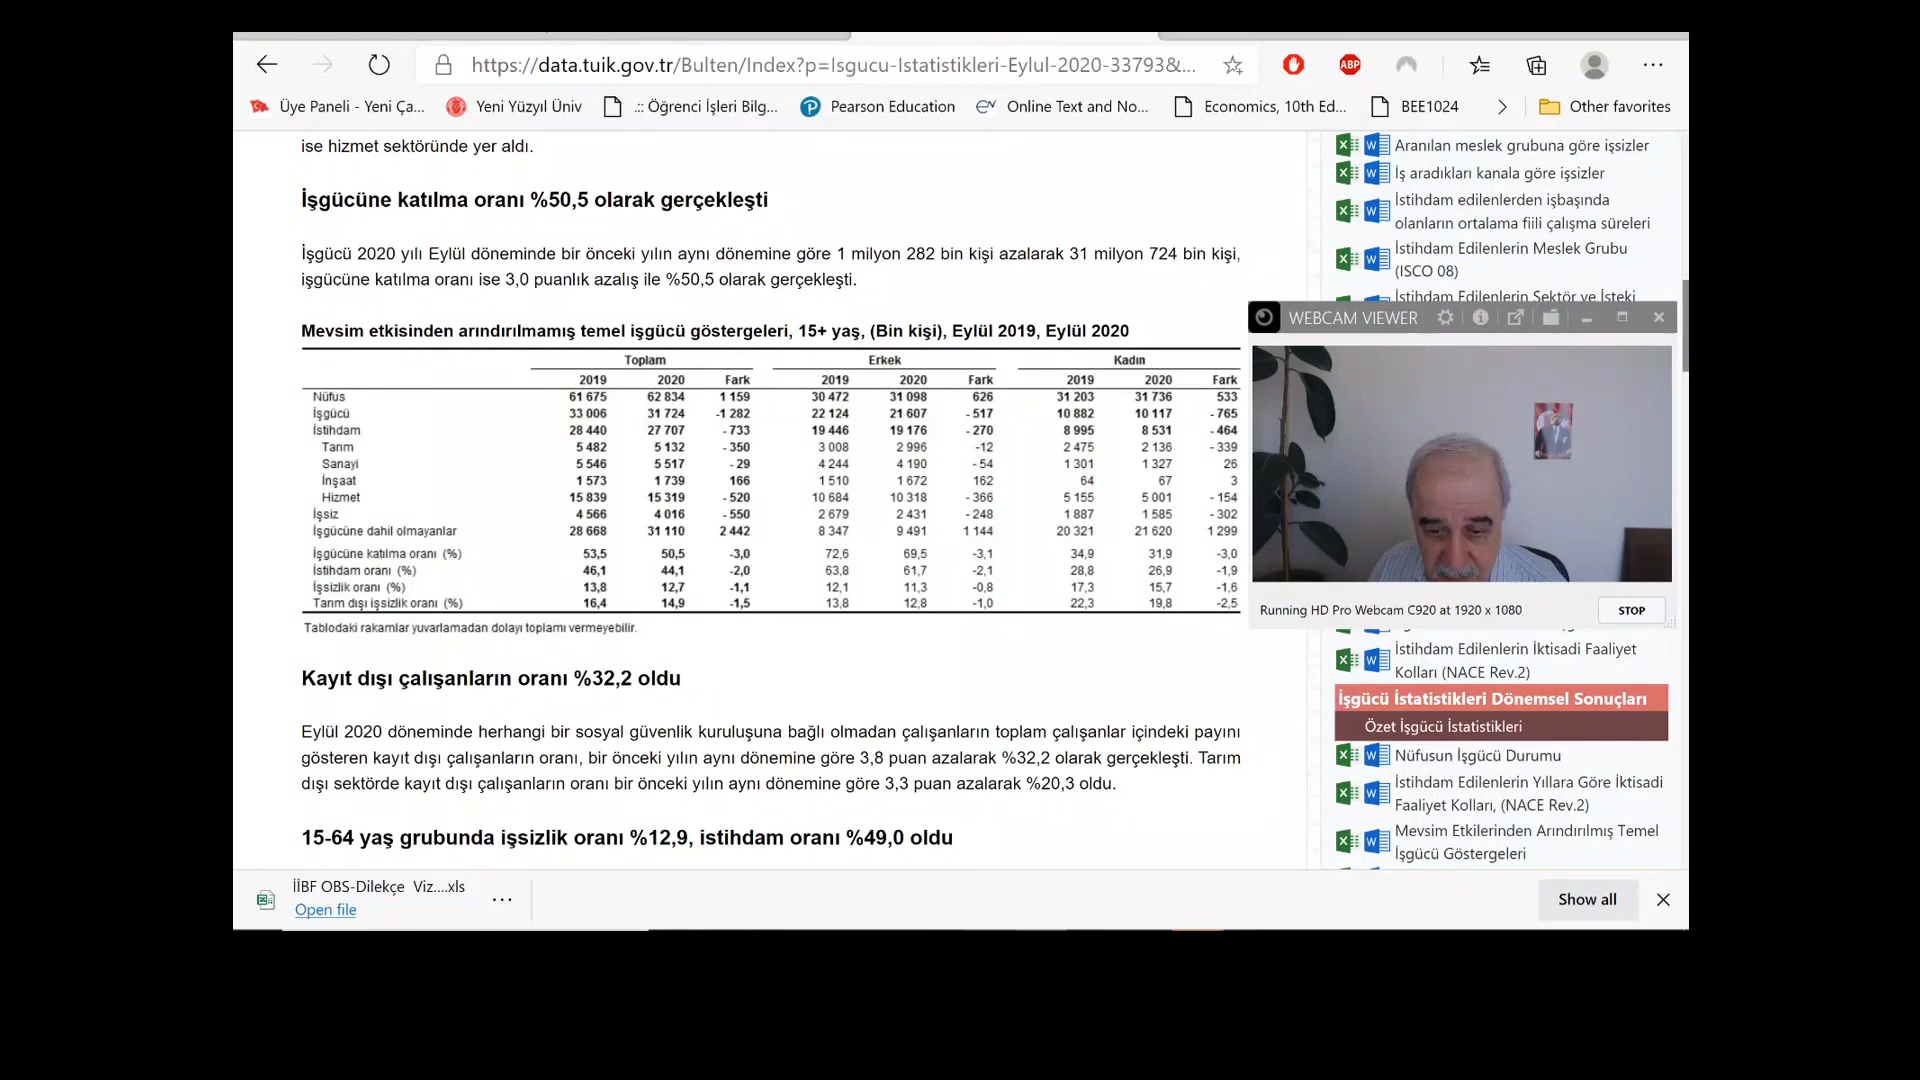 https://data.tuik.gov.tr/Bulten/Index?p=Isgucu-Istatistikleri-Eylul-2020-33793&...
ABP
Üye Paneli - Yeni Ça... Yeni Yüzyıl Üniv .:: Öğrenci İşleri Bilg... Pearson Education Online Text and No... Economics, 10th Ed... BEE1024 Other favorites
ise hizmet sektöründe yer aldı.
İşgücüne katılma oranı %50,5 olarak gerçekleşti
İşgücü 2020 yılı Eylül döneminde bir önceki yılın aynı dönemine göre 1 milyon 282 bin kişi azalarak 31 milyon 724 bin kişi,
işgücüne katılma oranı ise 3,0 puanlık azalış ile %50,5 olarak gerçekleşti.
Mevsim etkisinden arındırılmamış temel işgücü göstergeleri, 15+ yaş, (Bin kişi), Eylül 2019, Eylül 2020
Toplam Erkek Kadın
2019 2020 Fark 2019 2020 Fark 2019 2020 Fark
Nüfus 61 675 62 834 1 159 30 472 31 098 626 31 203 31 736 533
İşgücü 33 006 31 724 -1 282 22 124 21 607 - 517 10 882 10 117 - 765
İstihdam 28 440 27 707 - 733 19 446 19 176 - 270 8 995 8 531 - 464
Tarım 5 482 5 132 - 350 3 008 2 996 -12 2 475 2 136 - 339
Sanayi 5 546 5 517 - 29 4 244 4 190 - 54 1 301 1 327 26
İnşaat 1 573 1 739 166 1 510 1 672 162 64 67 3
Hizmet 15 839 15 319 - 520 10 684 10 318 - 366 5 155 5 001 - 154
İşsiz 4 566 4 016 - 550 2 679 2 431 - 248 1 887 1 585 - 302
İşgücüne dahil olmayanlar 28 668 31 110 2 442 8 347 9 491 1 144 20 321 21 620 1 299
İşgücüne katılma oranı (%) 53,5 50,5 -3,0 72,6 69,5 -3,1 34,9 31,9 -3,0
İstihdam oranı (%) 46,1 44,1 -2,0 63,8 61,7 -2,1 28,8 26,9 -1,9
İşsizlik oranı (%) 13,8 12,7 -1,1 12,1 11,3 -0,8 17,3 15,7 -1,6
Tarım dışı işsizlik oranı (%) 16,4 14,9 -1,5 13,8 12,8 -1,0 22,3 19,8 -2,5
Tablodaki rakamlar yuvarlamadan dolayı toplamı vermeyebilir.
Kayıt dışı çalışanların oranı %32,2 oldu
Eylül 2020 döneminde herhangi bir sosyal güvenlik kuruluşuna bağlı olmadan çalışanların toplam çalışanlar içindeki payını
gösteren kayıt dışı çalışanların oranı, bir önceki yılın aynı dönemine göre 3,8 puan azalarak %32,2 olarak gerçekleşti. Tarım
dışı sektörde kayıt dışı çalışanların oranı bir önceki yılın aynı dönemine göre 3,3 puan azalarak %20,3 oldu.
15-64 yaş grubunda işsizlik oranı %12,9, istihdam oranı %49,0 oldu
Aranılan meslek grubuna göre işsizler
İş aradıkları kanala göre işsizler
İstihdam edilenlerden işbaşında
olanların ortalama fiili çalışma süreleri
İstihdam Edilenlerin Meslek Grubu
(ISCO 08)
İstihdam Edilenlerin Sektör ve İsteki
WEBCAM VIEWER
Running HD Pro Webcam C920 at 1920 x 1080
STOP
İstihdam Edilenlerin İktisadi Faaliyet
Kolları (NACE Rev.2)
İşgücü İstatistikleri Dönemsel Sonuçları
Özet İşgücü İstatistikleri
Nüfusun İşgücü Durumu
İstihdam Edilenlerin Yıllara Göre İktisadi
Faaliyet Kolları, (NACE Rev.2)
Mevsim Etkilerinden Arındırılmış Temel
İşgücü Göstergeleri
İİBF OBS-Dilekçe Viz....xls
Open file
Show all